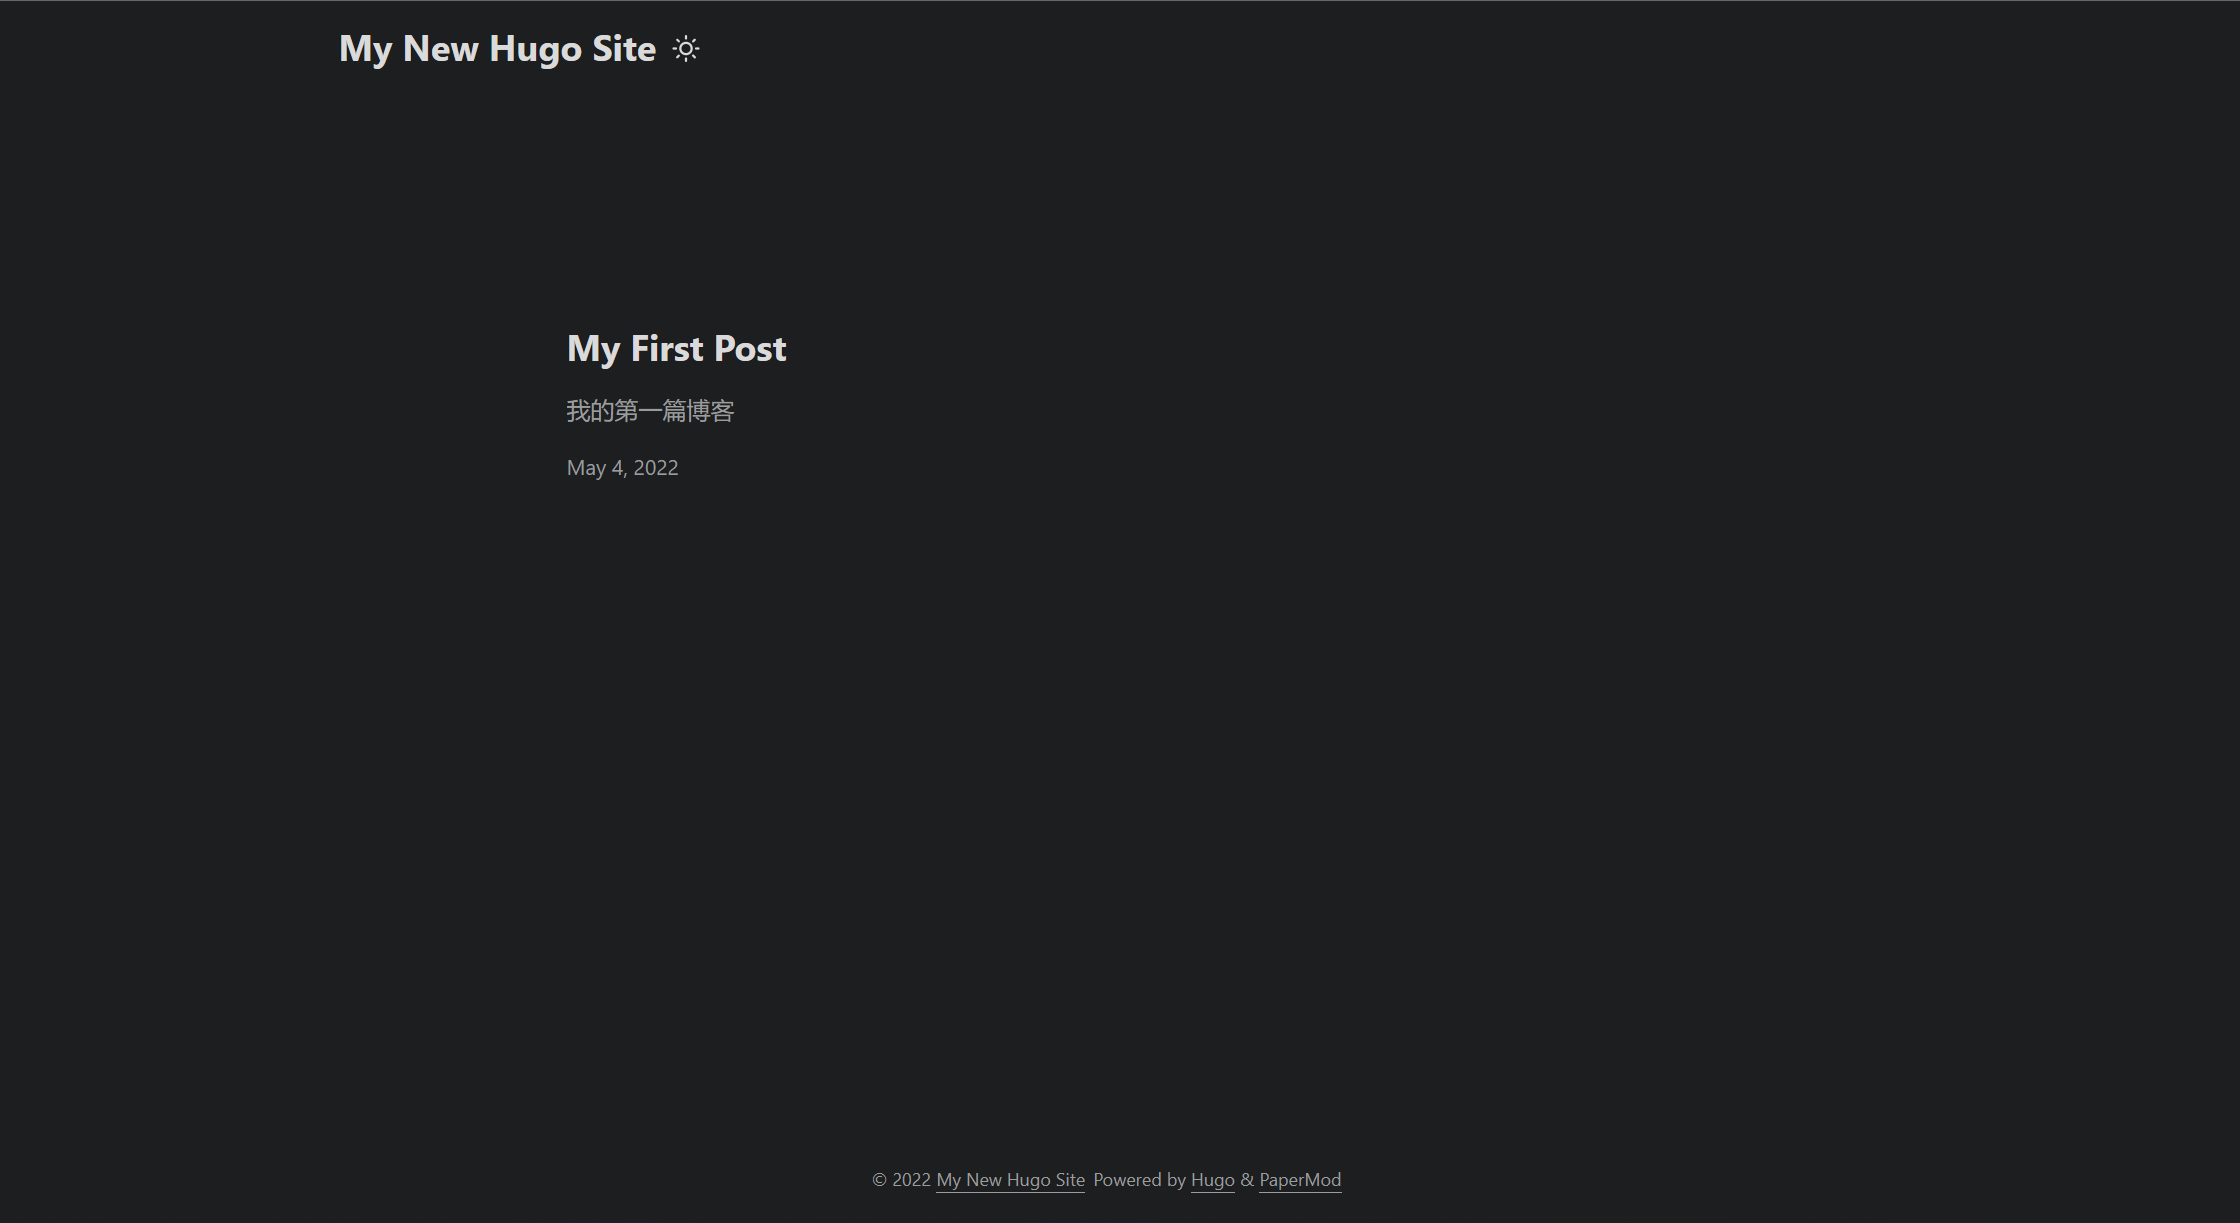 My New Hugo Site
My First Post
我的第一篇博客
May 4, 2022
© 2022 My New Hugo Site Powered by Hugo & PaperMod